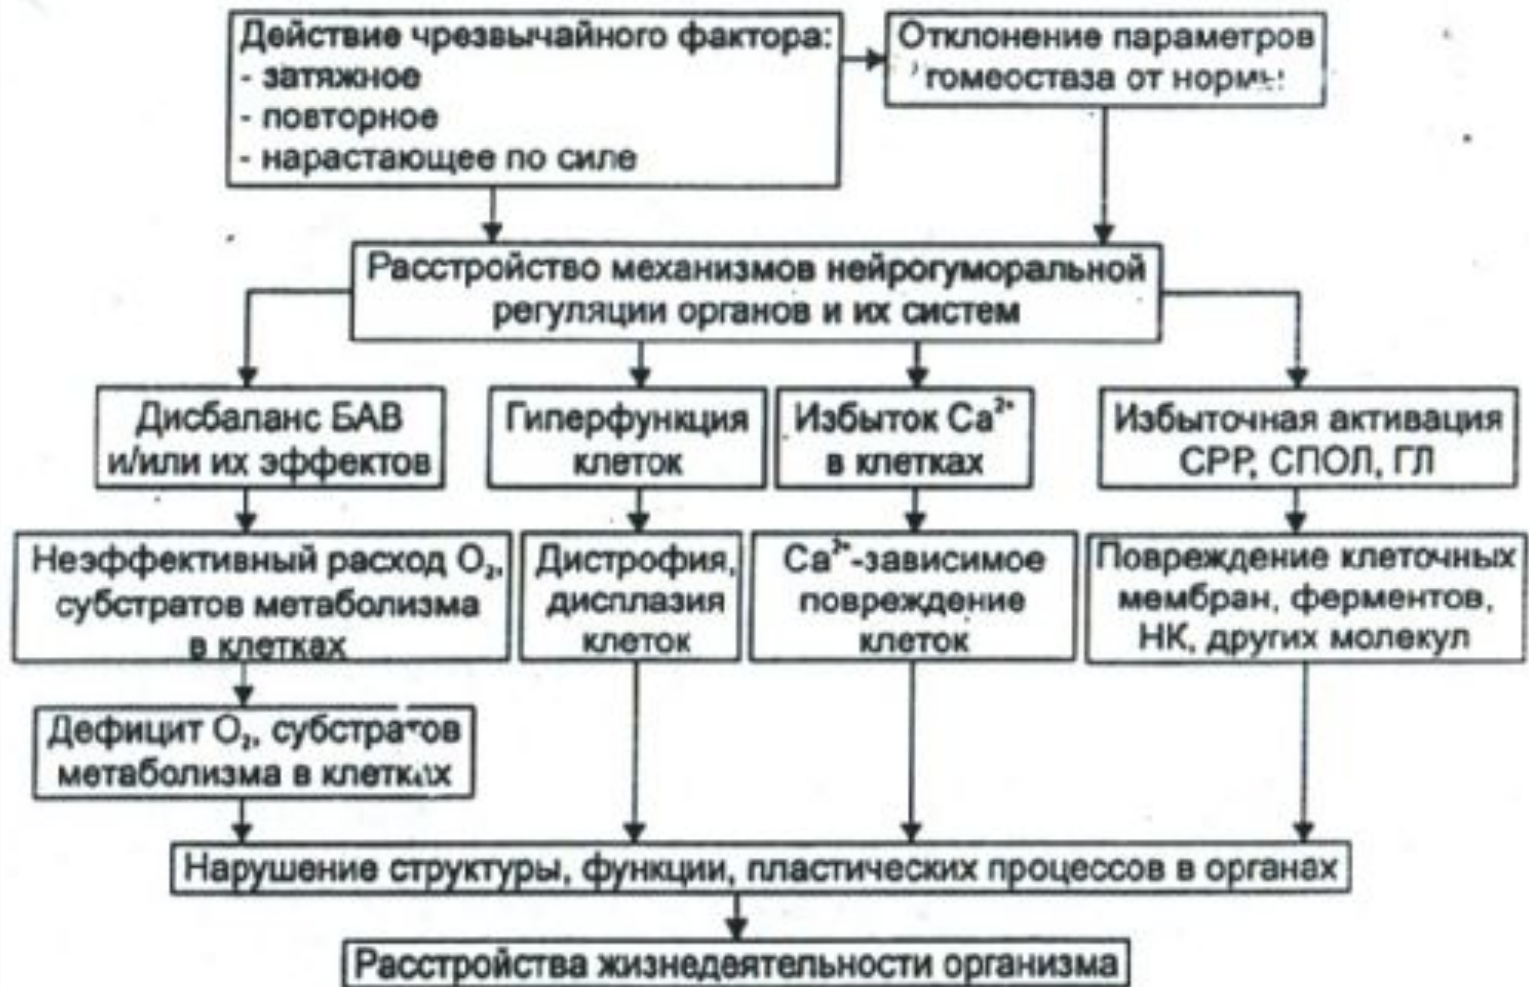 Действие чрезвычайного фактора:
- затяжное
- повторное
- нарастающее по силе
Отклонение параметров
гомеостаза от нормы
Расстройство механизмов нейрогуморальной
регуляции органов и их систем
Дисбаланс БАВ
и/или их эффектов
Гиперфункция
клеток
Избыток Ca²⁺
в клетках
Избыточная активация
СРР, СПОЛ, ГЛ
Неэффективный расход O₂,
субстратов метаболизма
в клетках
Дистрофия,
дисплазия
клеток
Ca²⁺-зависимое
повреждение
клеток
Повреждение клеточных
мембран, ферментов,
НК, других молекул
Дефицит O₂, субстратов
метаболизма в клетках
Нарушение структуры, функции, пластических процессов в органах
Расстройства жизнедеятельности организма